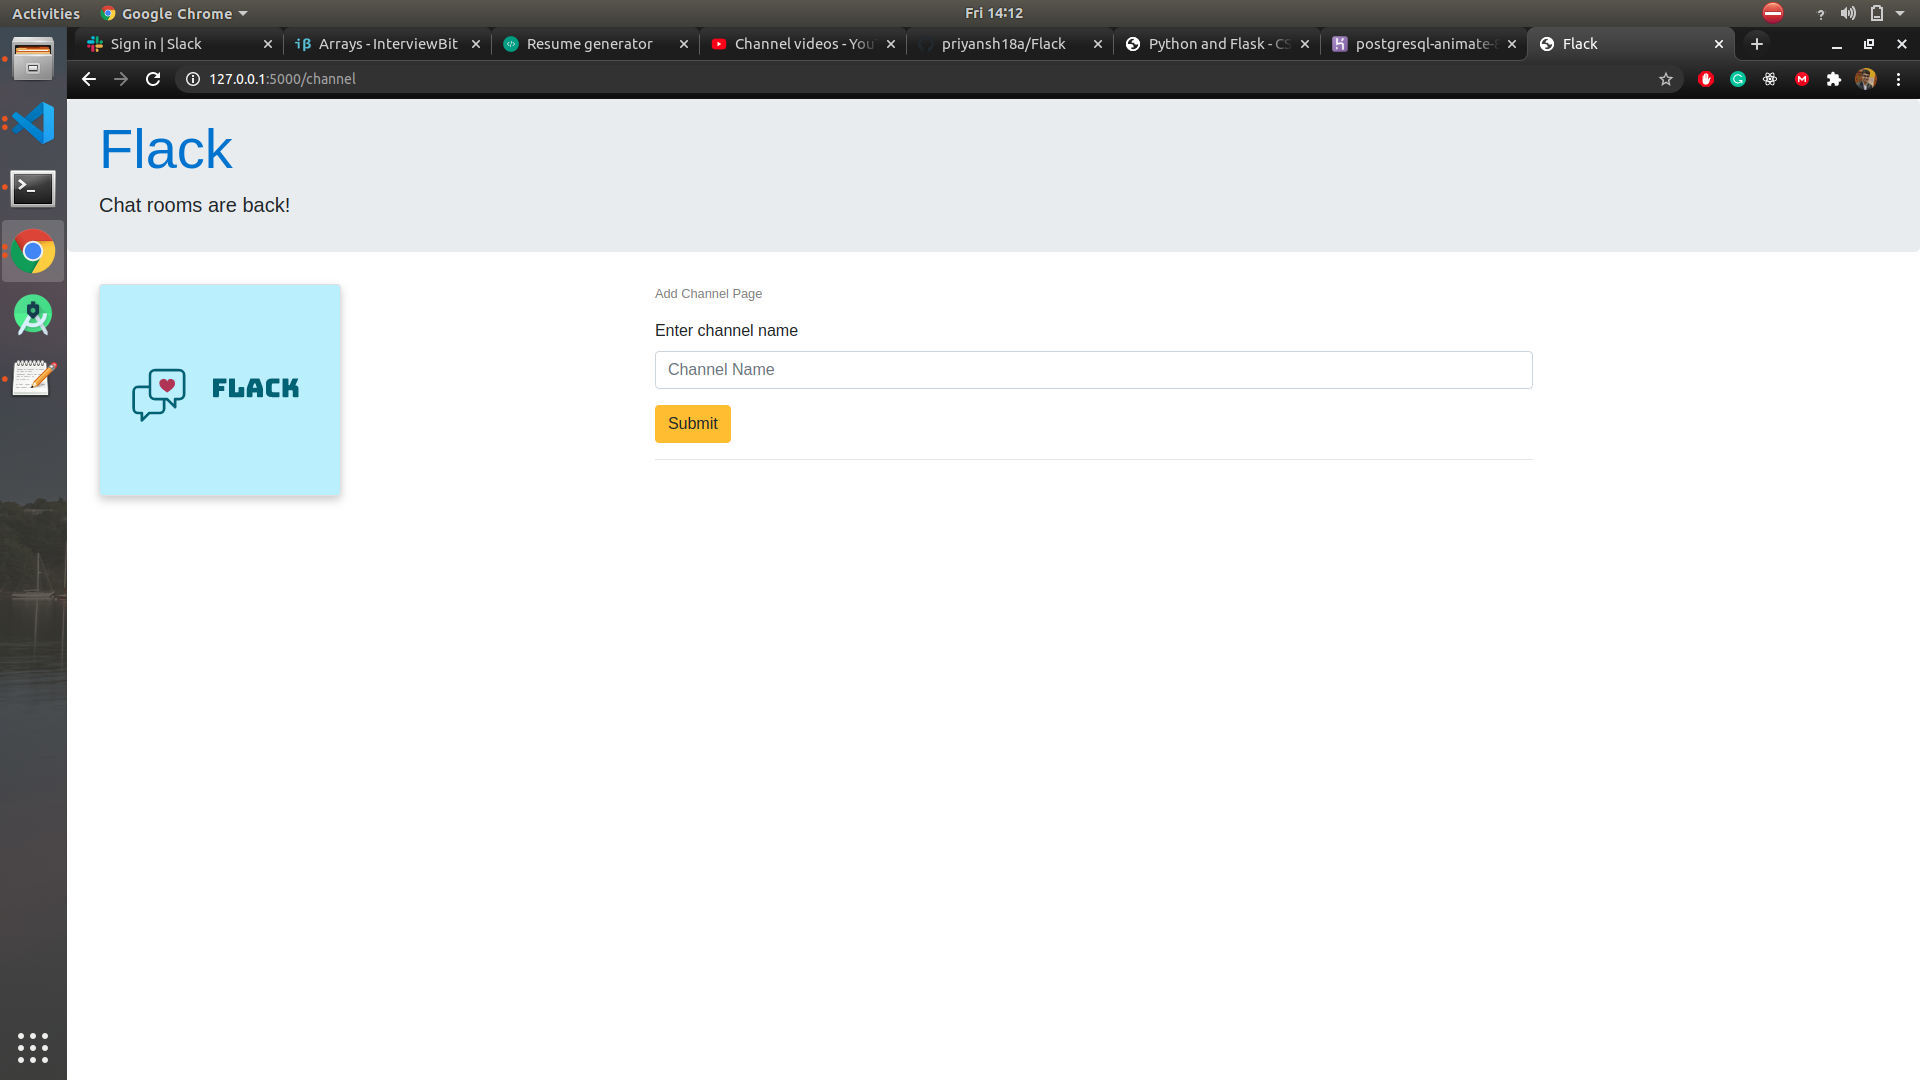 Activities Google Chrome Fri 14:12
Sign in | Slack Arrays - InterviewBit Resume generator Channel videos - You priyansh18a/Flack Python and Flask - CS postgresql-animate- Flack
127.0.0.1:5000/channel
Flack
Chat rooms are back!
Add Channel Page
Enter channel name
Channel Name
Submit
FLACK